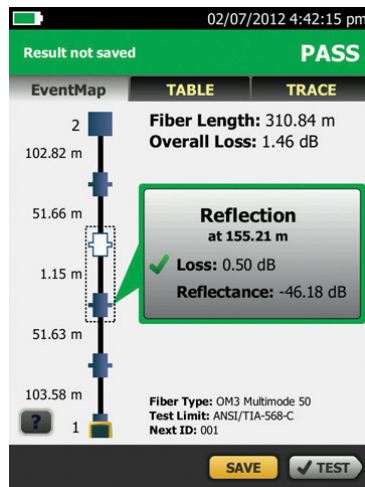 02/07/2012 4:42:15 pm
Result not saved
PASS
EventMap
TABLE
TRACE
Fiber Length: 310.84 m
Overall Loss: 1.46 dB
2
102.82 m
51.66 m
1.15 m
51.63 m
103.58 m
1
Reflection
at 155.21 m
Loss: 0.50 dB
Reflectance: -46.18 dB
Fiber Type: OM3 Multimode 50
Test Limit: ANSI/TIA-568-C
Next ID: 001
?
SAVE
TEST